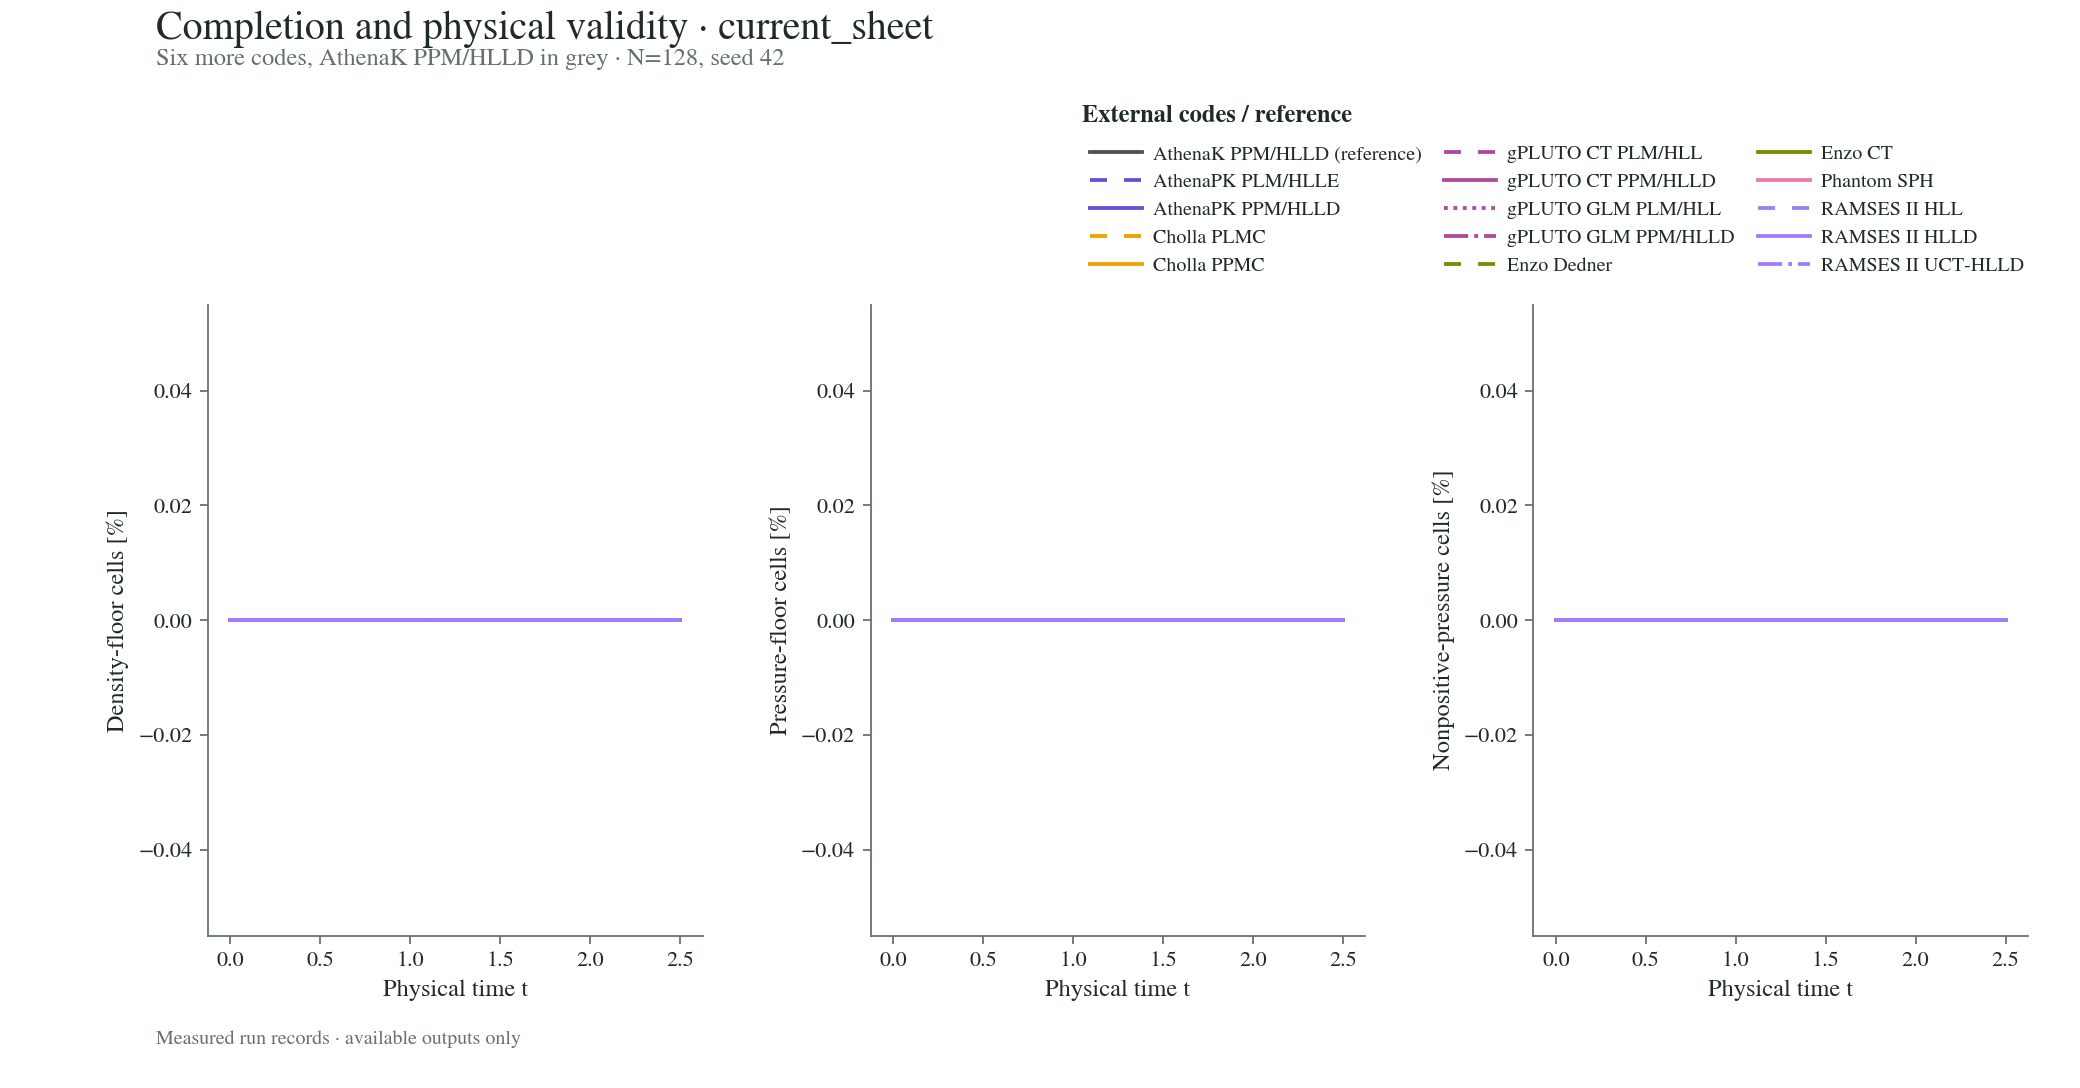 Completion and physical validity · current_sheet
Six more codes, AthenaK PPM/HLLD in grey · N=128, seed 42
External codes / reference
AthenaK PPM/HLLD (reference)
AthenaPK PLM/HLLE
AthenaPK PPM/HLLD
Cholla PLMC
Cholla PPMC
gPLUTO CT PLM/HLL
gPLUTO CT PPM/HLLD
gPLUTO GLM PLM/HLL
gPLUTO GLM PPM/HLLD
Enzo Dedner
Enzo CT
Phantom SPH
RAMSES II HLL
RAMSES II HLLD
RAMSES II UCT-HLLD
Density-floor cells [%]
0.04
0.02
0.00
−0.02
−0.04
0.0 0.5 1.0 1.5 2.0 2.5
Physical time t
Pressure-floor cells [%]
0.04
0.02
0.00
−0.02
−0.04
0.0 0.5 1.0 1.5 2.0 2.5
Physical time t
Nonpositive-pressure cells [%]
0.04
0.02
0.00
−0.02
−0.04
0.0 0.5 1.0 1.5 2.0 2.5
Physical time t
Measured run records · available outputs only